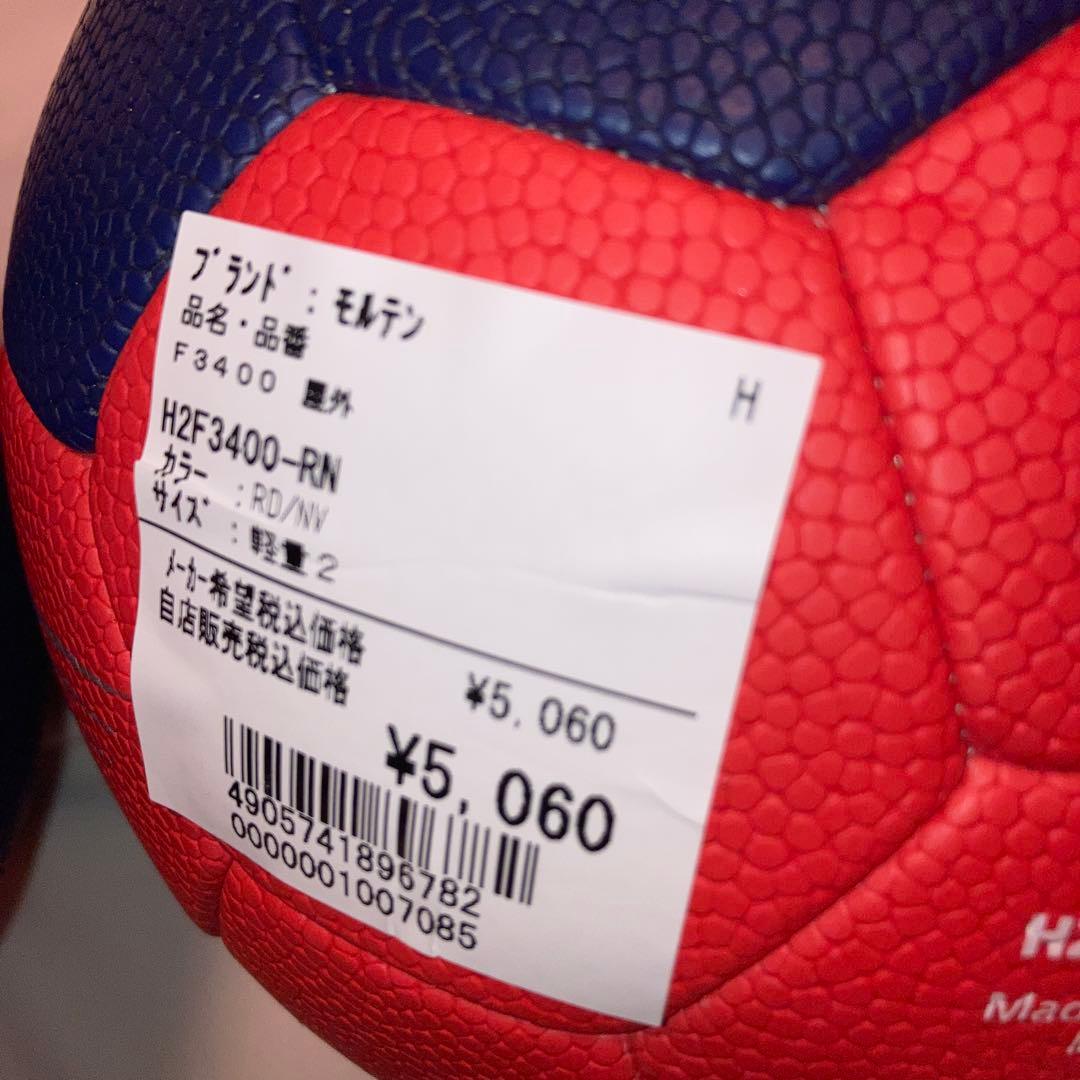 ブランド : モルテン
品名・品番
F3400 屋外
H
H2F3400-RN
カラー :RD/NV
サイズ :軽量2
メーカー希望税込価格 ¥5,060
自店販売税込価格 ¥5,060
4905741896782
0000001007085
H2
Mad